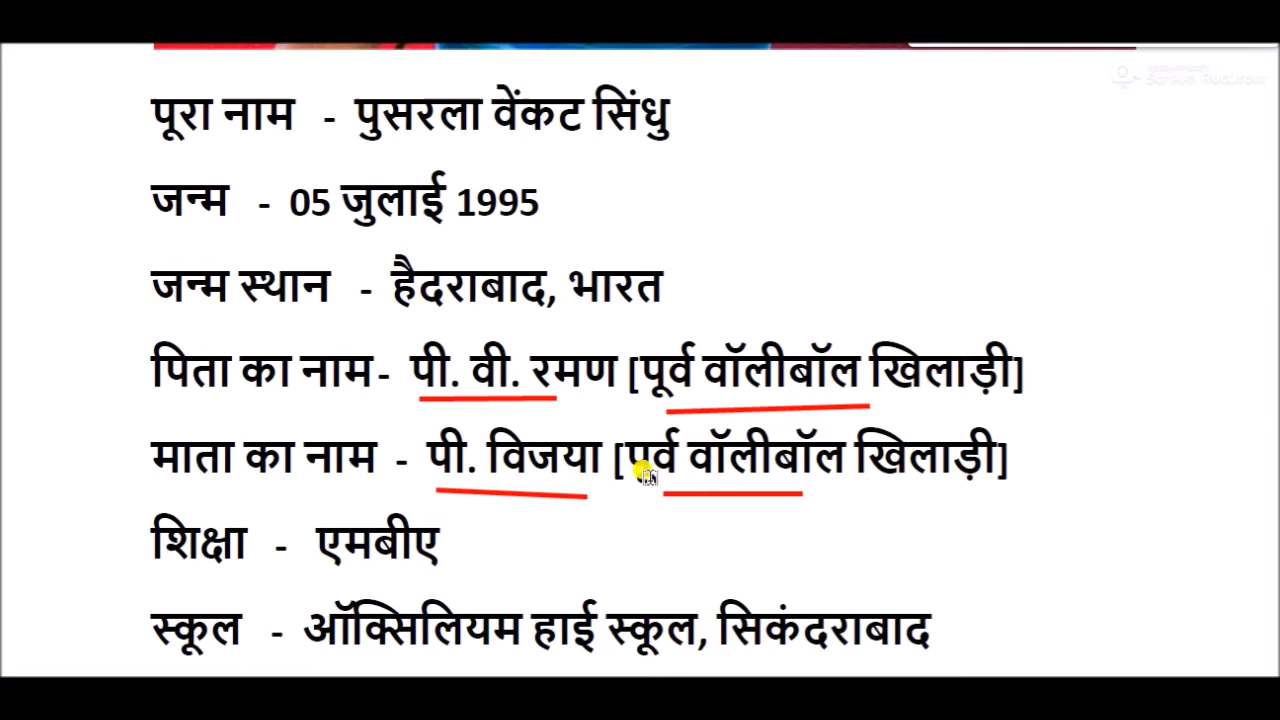 पूरा नाम - पुसरला वेंकट सिंधु
जन्म - 05 जुलाई 1995
जन्म स्थान - हैदराबाद, भारत
पिता का नाम- पी. वी. रमण [पूर्व वॉलीबॉल खिलाड़ी]
माता का नाम - पी. विजया [पूर्व वॉलीबॉल खिलाड़ी]
शिक्षा - एमबीए
स्कूल - ऑक्सिलियम हाई स्कूल, सिकंदराबाद